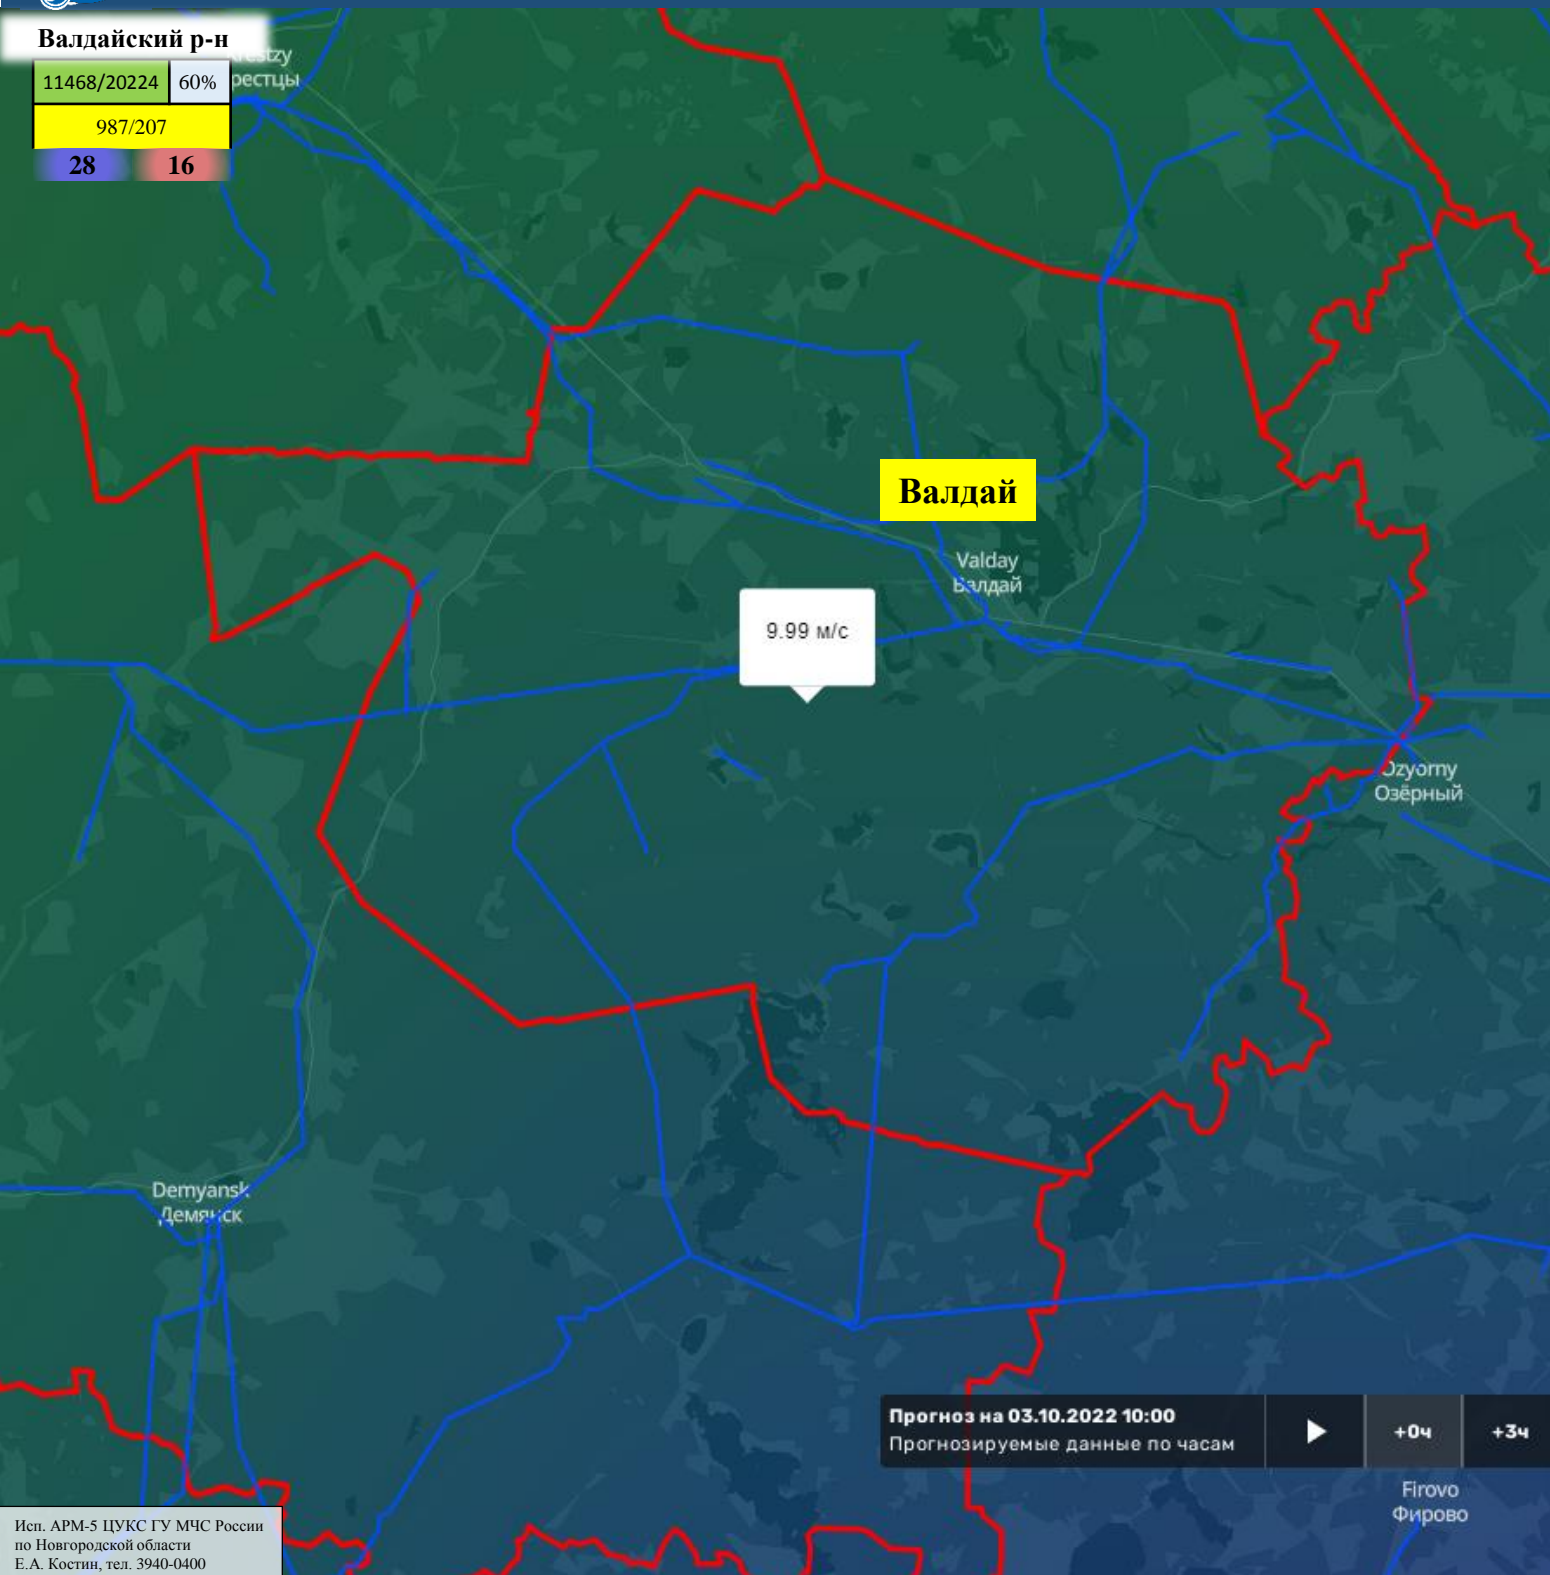 Валдайский р-н
11468/20224 60%
987/207
28 16
Krestzy
рестцы
Валдай
Valday
Валдай
9.99 м/с
Ozyorny
Озёрный
Demyansk
Демянск
Прогноз на 03.10.2022 10:00
Прогнозируемые данные по часам
+0ч
+3ч
Firovo
Фирово
Исп. АРМ-5 ЦУКС ГУ МЧС России
по Новгородской области
Е.А. Костин, тел. 3940-0400